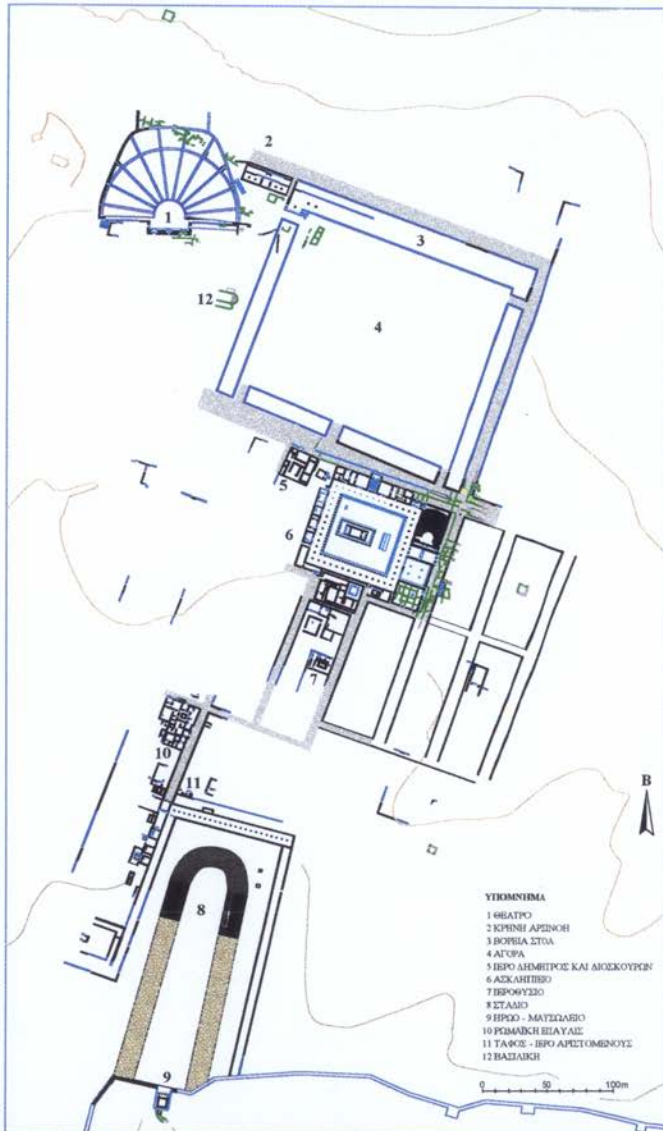 2
1
3
12
4
5
6
7
10
11
B
8
9
ΥΠΟΜΝΗΜΑ
1 ΘΕΑΤΡΟ
2 ΚΡΗΝΗ ΑΡΣΙΝΟΗ
3 ΒΟΡΕΙΑ ΣΤΟΑ
4 ΑΓΟΡΑ
5 ΙΕΡΟ ΔΗΜΗΤΡΟΣ ΚΑΙ ΔΙΟΣΚΟΥΡΩΝ
6 ΑΣΚΛΗΠΙΕΙΟ
7 ΙΕΡΟΘΥΣΙΟ
8 ΣΤΑΔΙΟ
9 ΗΡΩΟ - ΜΑΥΣΩΛΕΙΟ
10 ΡΩΜΑΪΚΗ ΕΠΑΥΛΙΣ
11 ΤΑΦΟΣ - ΙΕΡΟ ΑΡΙΣΤΟΜΕΝΟΥΣ
12 ΒΑΣΙΛΙΚΗ
0 50 100m